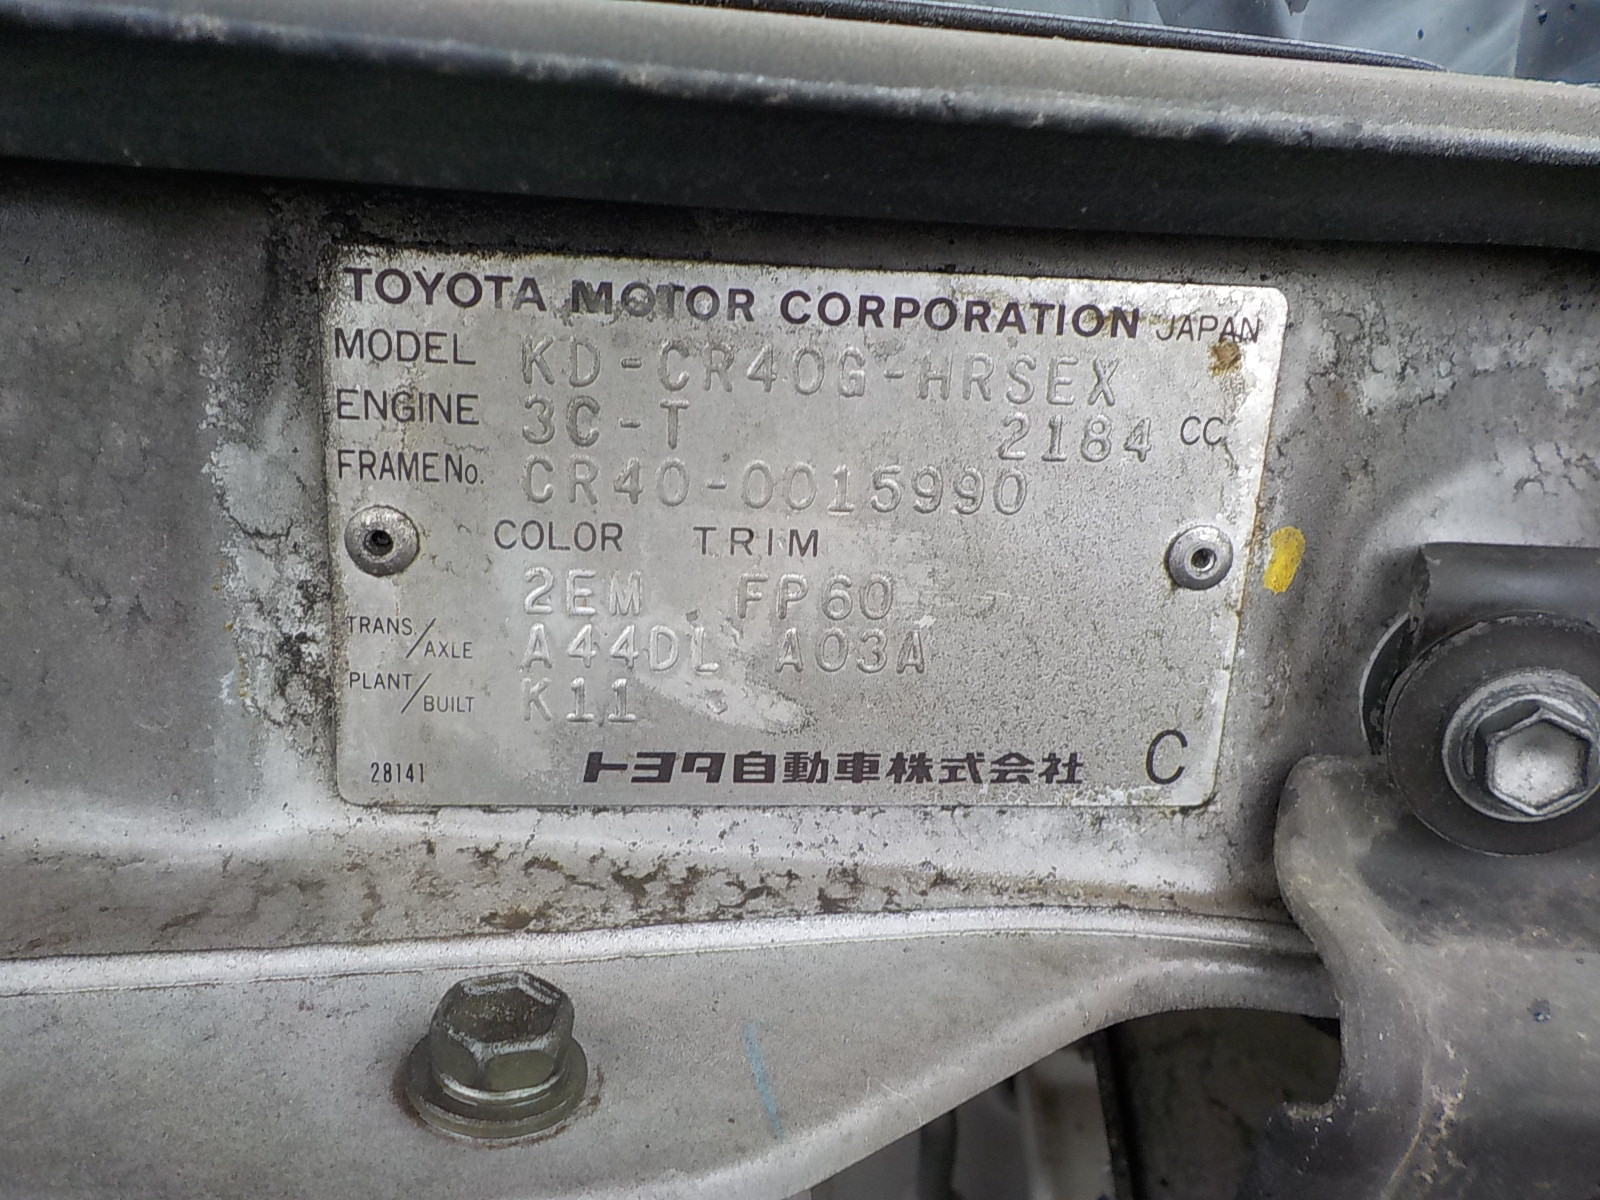 TOYOTA MOTOR CORPORATION JAPAN
MODEL KD-CR40G-HRSEX
ENGINE 3C-T 2184 CC
FRAME No. CR40-0015990
COLOR TRIM
2EM FP60
TRANS/AXLE A44DL A03A
PLANT/BUILT K11
28141 トヨタ自動車株式会社 C